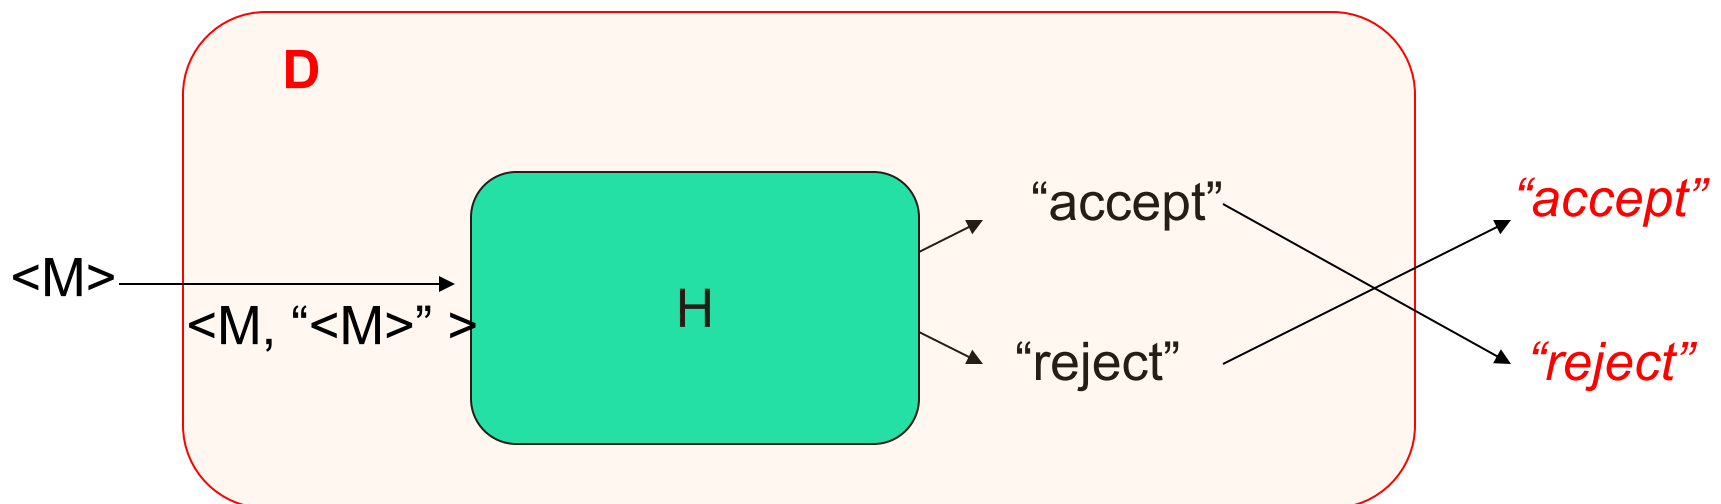 D
“accept”
“accept”
<M>
<M, “<M>” >
H
“reject”
“reject”